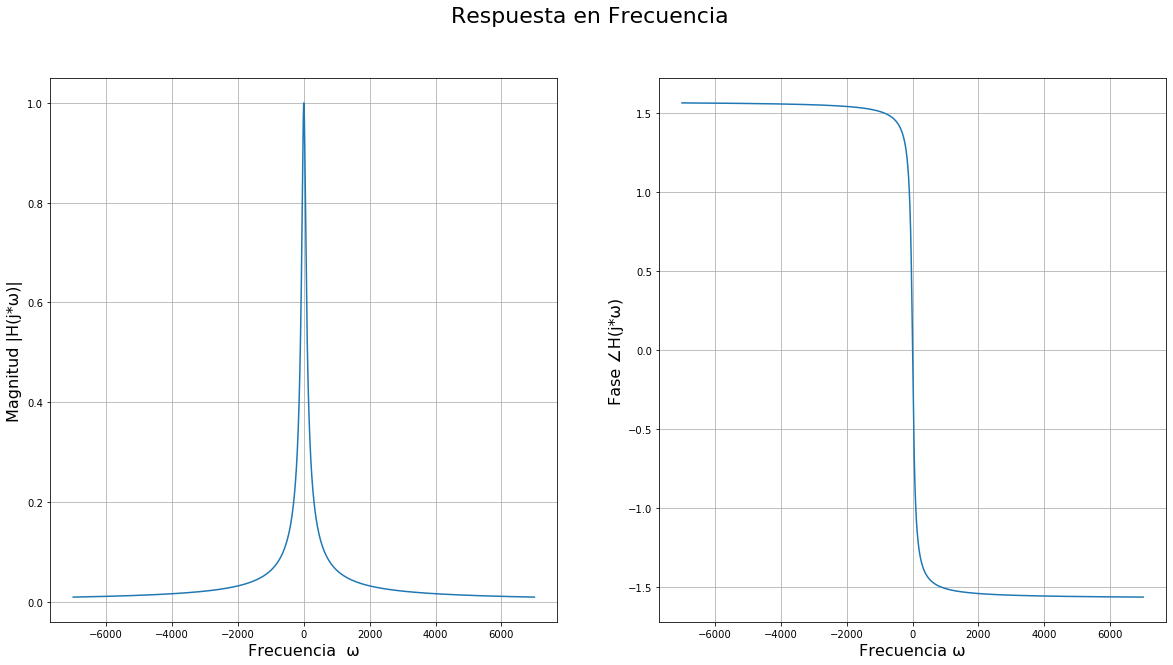 Respuesta en Frecuencia
Magnitud |H(j*ω)|
1.0
0.8
0.6
0.4
0.2
0.0
−6000 −4000 −2000 0 2000 4000 6000
Frecuencia  ω
Fase ∠H(j*ω)
1.5
1.0
0.5
0.0
−0.5
−1.0
−1.5
−6000 −4000 −2000 0 2000 4000 6000
Frecuencia ω